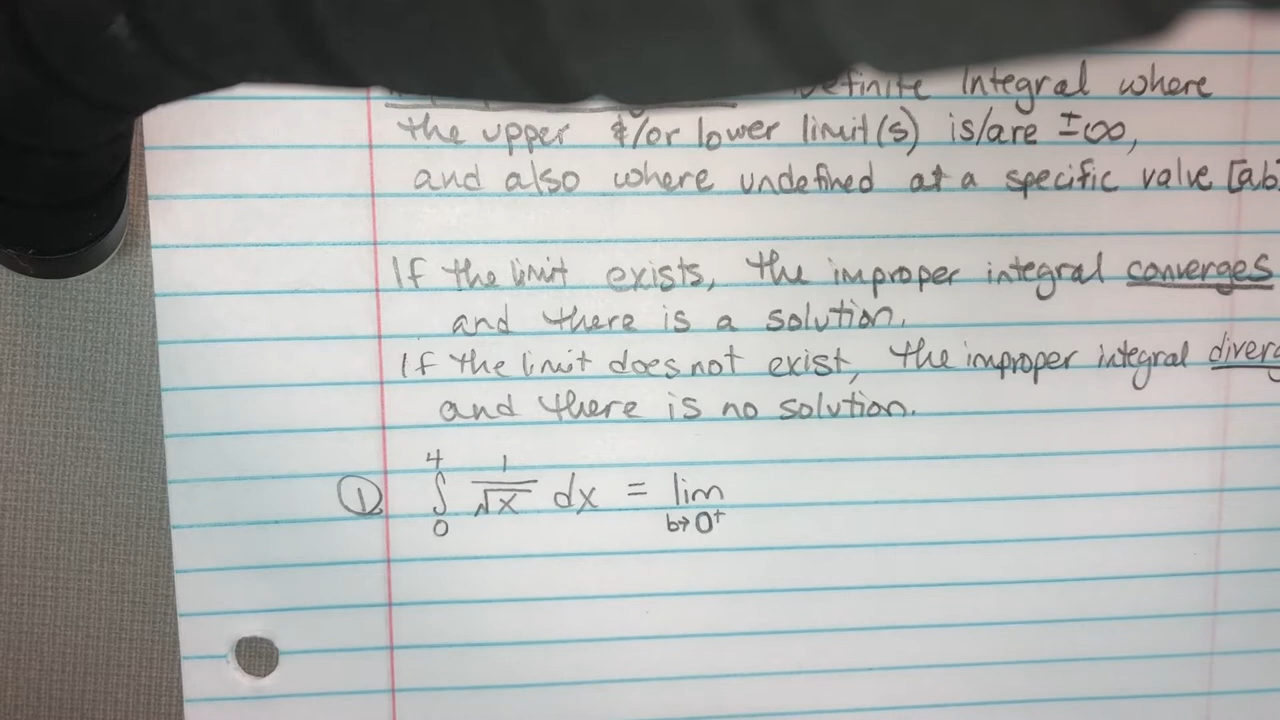 Definite Integral where
the upper &/or lower limit(s) is/are ±∞,
and also where undefined at a specific value [ab]
If the limit exists, the improper integral converges
and there is a solution.
If the limit does not exist, the improper integral diverg
and there is no solution.
① ∫₀⁴ 1/√x dx = lim b→0⁺